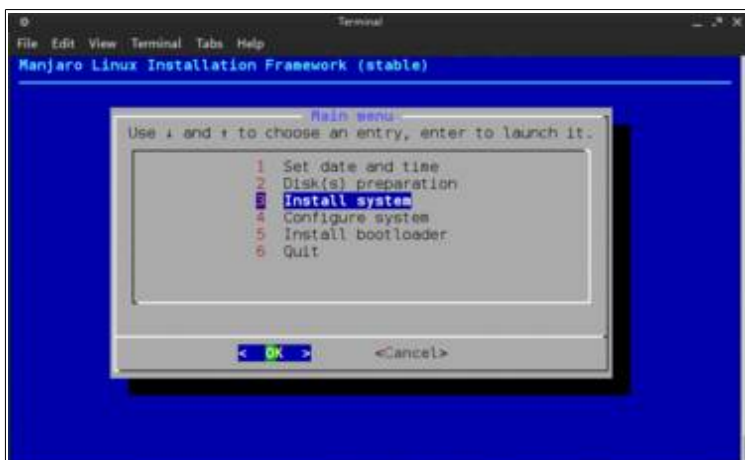 Terminal
File Edit View Terminal Tabs Help
Manjaro Linux Installation Framework (stable)
Main menu
Use ↓ and ↑ to choose an entry, enter to launch it.
1 Set date and time
2 Disk(s) preparation
3 Install system
4 Configure system
5 Install bootloader
6 Quit
< OK > <Cancel>